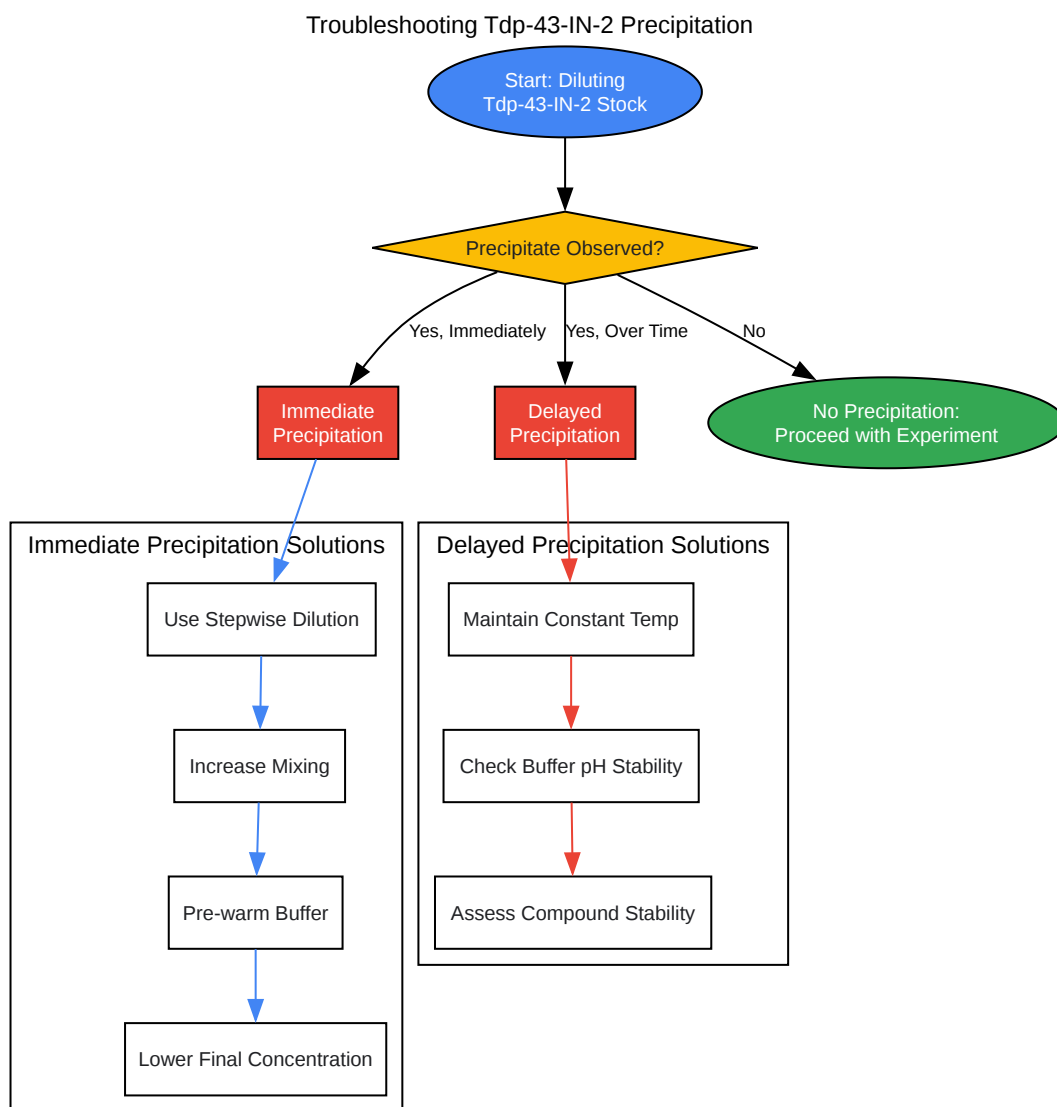 Troubleshooting Tdp-43-IN-2 Precipitation
Start: Diluting
Tdp-43-IN-2 Stock
Precipitate Observed?
Yes, Immediately
Yes, Over Time
No
Immediate
Precipitation
Delayed
Precipitation
No Precipitation:
Proceed with Experiment
Immediate Precipitation Solutions
Use Stepwise Dilution
Increase Mixing
Pre-warm Buffer
Lower Final Concentration
Delayed Precipitation Solutions
Maintain Constant Temp
Check Buffer pH Stability
Assess Compound Stability